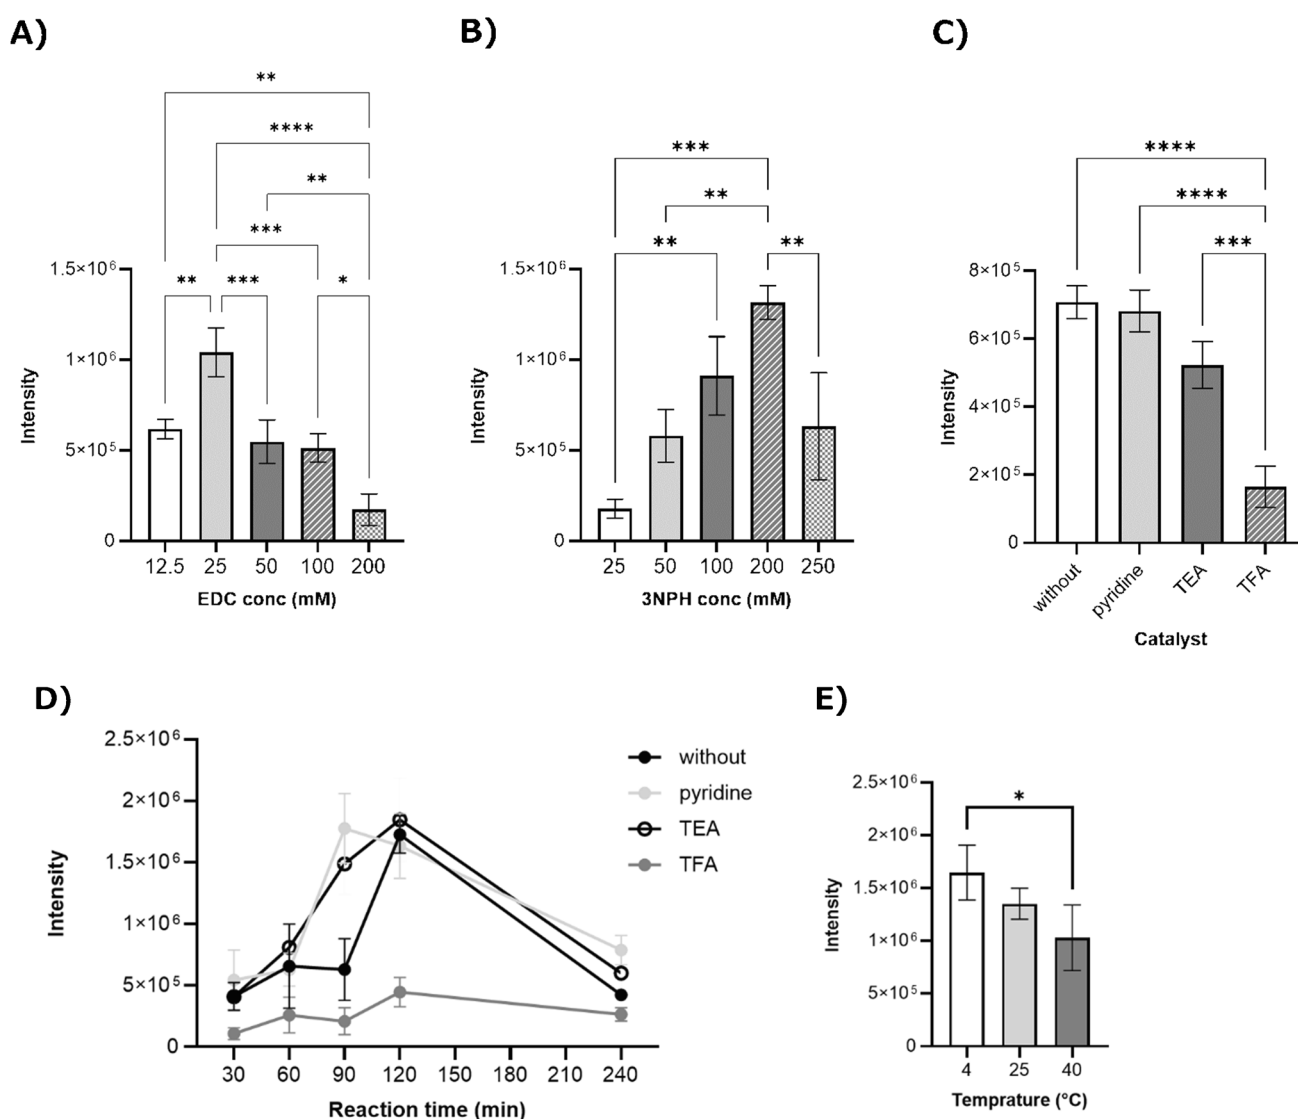 A)
**
****
**
***
** *** *
1.5×10⁶
1×10⁶
5×10⁵
0
Intensity
12.5 25 50 100 200
EDC conc (mM)
B)
***
**
** **
1.5×10⁶
1×10⁶
5×10⁵
0
Intensity
25 50 100 200 250
3NPH conc (mM)
C)
****
****
***
8×10⁵
6×10⁵
4×10⁵
2×10⁵
0
Intensity
without pyridine TEA TFA
Catalyst
D)
2.5×10⁶
2×10⁶
1.5×10⁶
1×10⁶
5×10⁵
0
Intensity
30 60 90 120 150 180 210 240
Reaction time (min)
without
pyridine
TEA
TFA
E)
*
2.5×10⁶
2×10⁶
1.5×10⁶
1×10⁶
5×10⁵
0
Intensity
4 25 40
Temprature (°C)